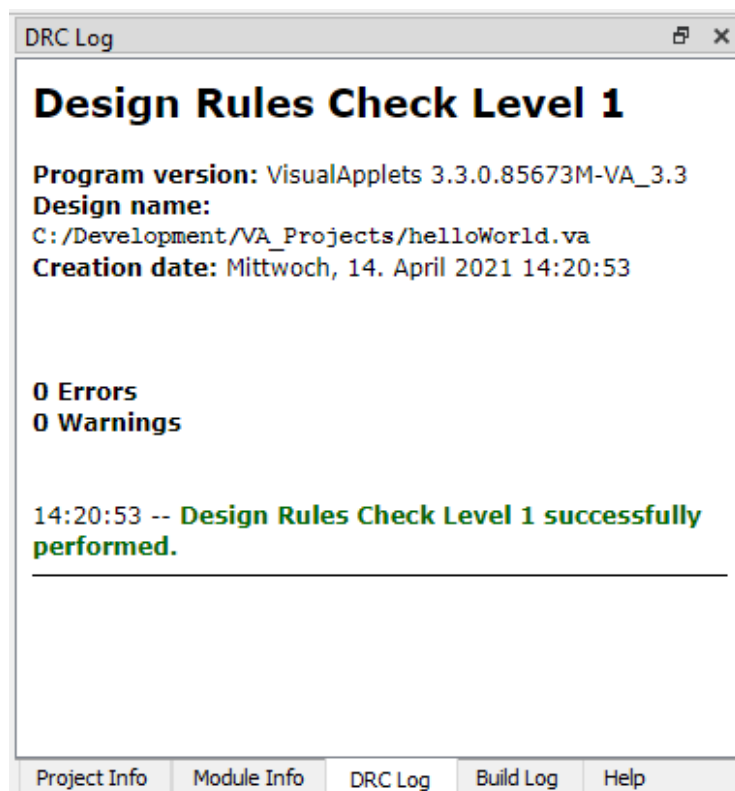 DRC Log
Design Rules Check Level 1
Program version: VisualApplets 3.3.0.85673M-VA_3.3
Design name:
C:/Development/VA_Projects/helloWorld.va
Creation date: Mittwoch, 14. April 2021 14:20:53
0 Errors
0 Warnings
14:20:53 -- Design Rules Check Level 1 successfully
performed.
Project Info Module Info DRC Log Build Log Help